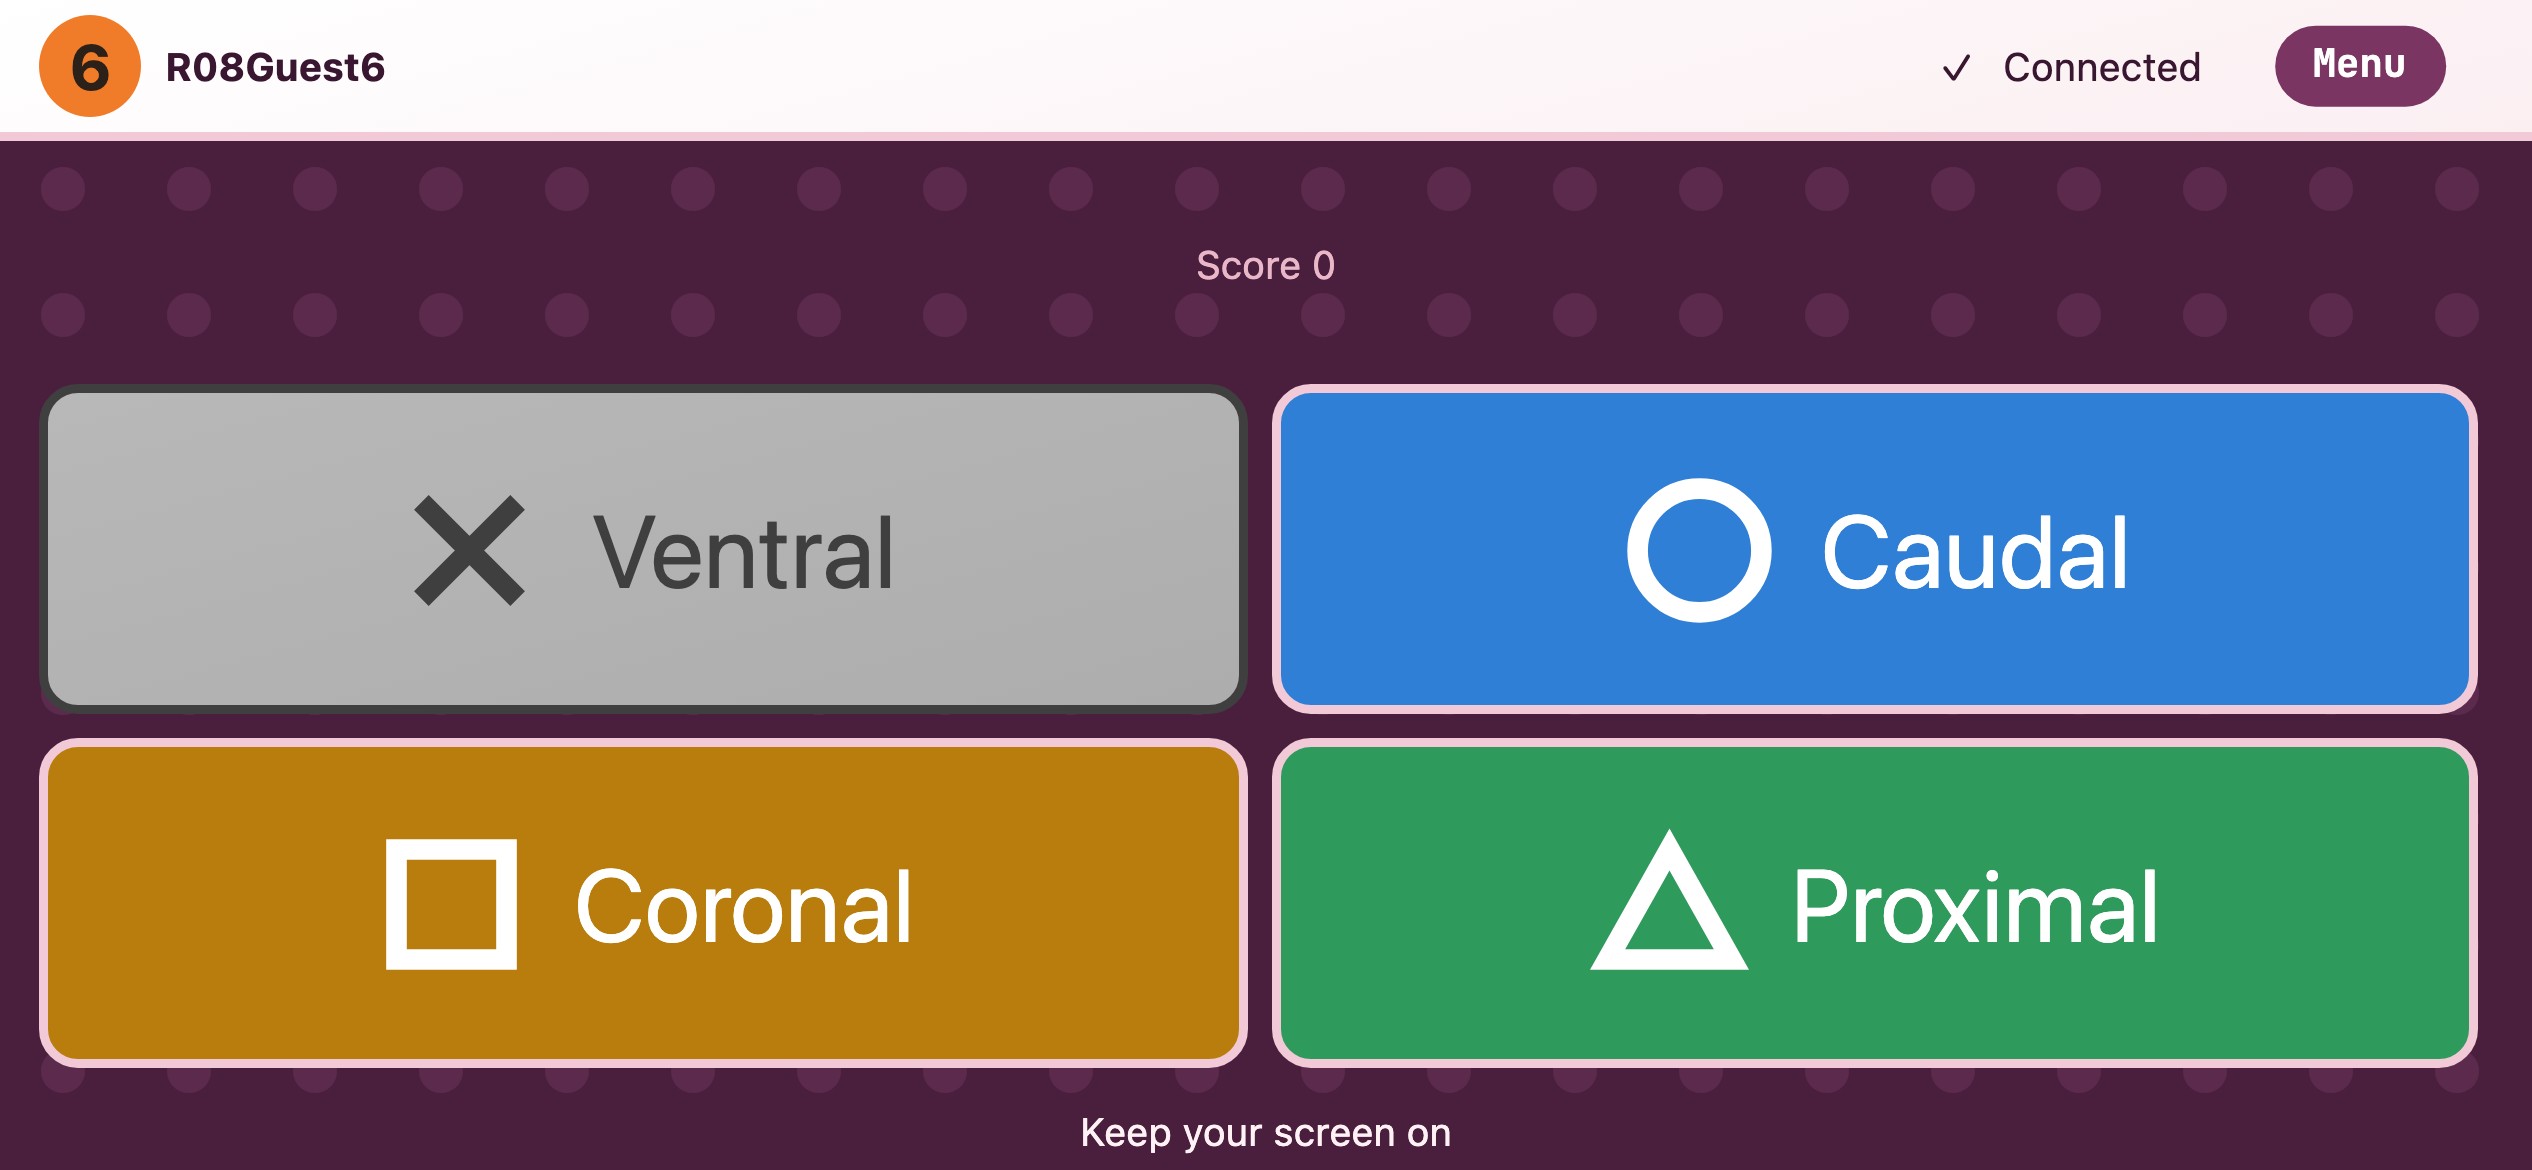 6 R08Guest6 ✓ Connected Menu
Score 0
Ventral
Caudal
Coronal
Proximal
Keep your screen on